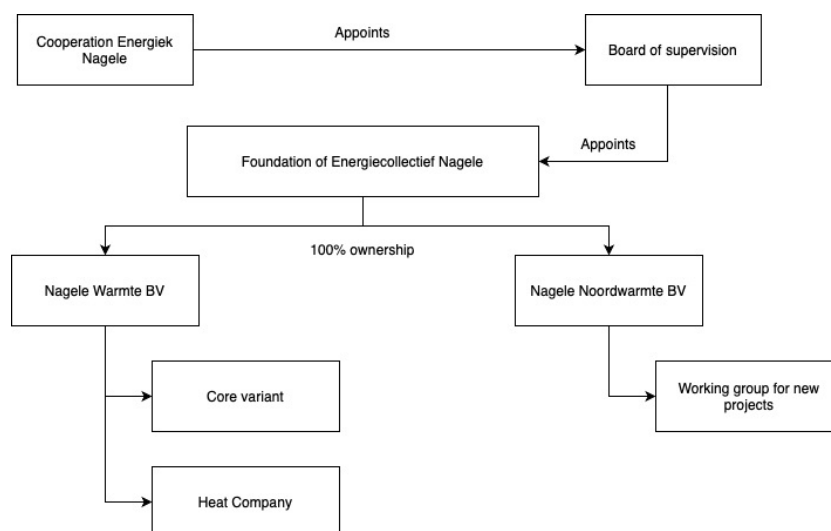 Cooperation Energiek
Nagele
Appoints
Board of supervision
Appoints
Foundation of Energiecollectief Nagele
100% ownership
Nagele Warmte BV
Nagele Noordwarmte BV
Core variant
Working group for new
projects
Heat Company